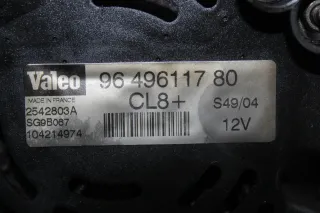 Valeo 96 496117 80
MADE IN FRANCE CL8+ S49/04
2542803A 12V
SG9B067
104214974